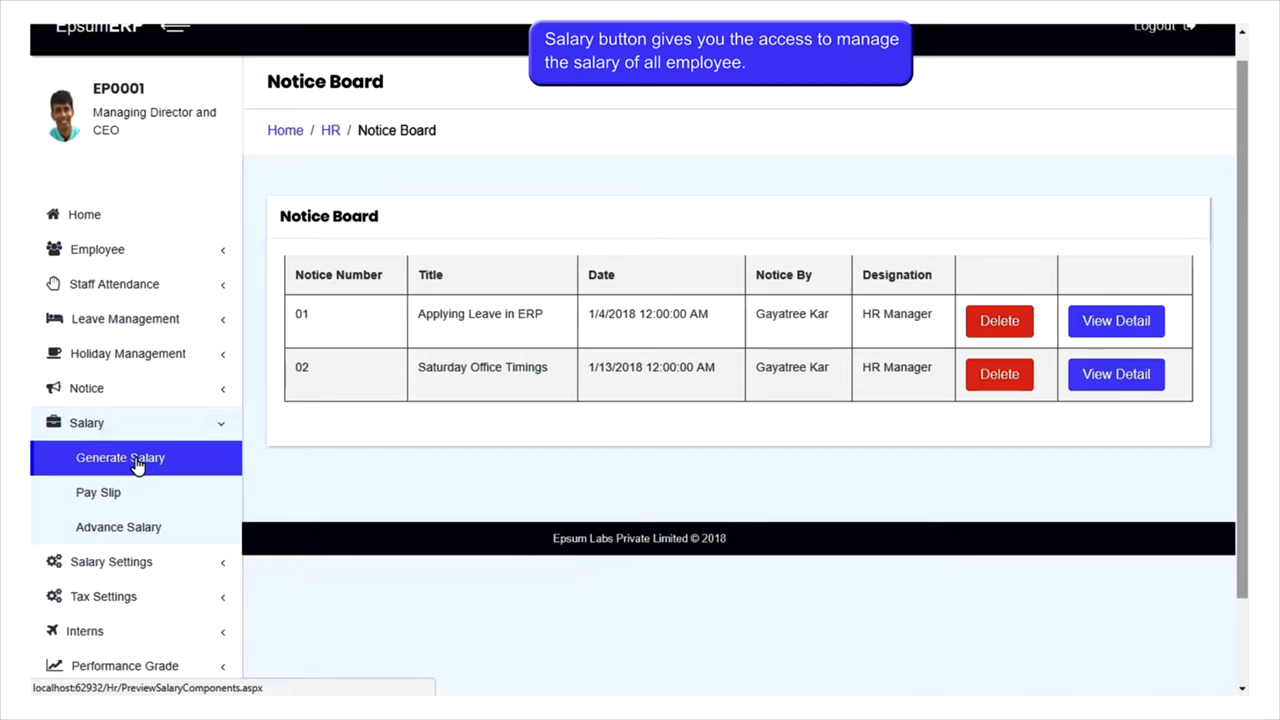 EpsumERP
Logout
Salary button gives you the access to manage
the salary of all employee.
EP0001
Managing Director and
CEO
Notice Board
Home / HR / Notice Board
Home
Employee
Staff Attendance
Leave Management
Holiday Management
Notice
Salary
Generate Salary
Pay Slip
Advance Salary
Salary Settings
Tax Settings
Interns
Performance Grade
Notice Board
Notice Number Title Date Notice By Designation
01 Applying Leave in ERP 1/4/2018 12:00:00 AM Gayatree Kar HR Manager Delete View Detail
02 Saturday Office Timings 1/13/2018 12:00:00 AM Gayatree Kar HR Manager Delete View Detail
Epsum Labs Private Limited © 2018
localhost:62932/Hr/PreviewSalaryComponents.aspx